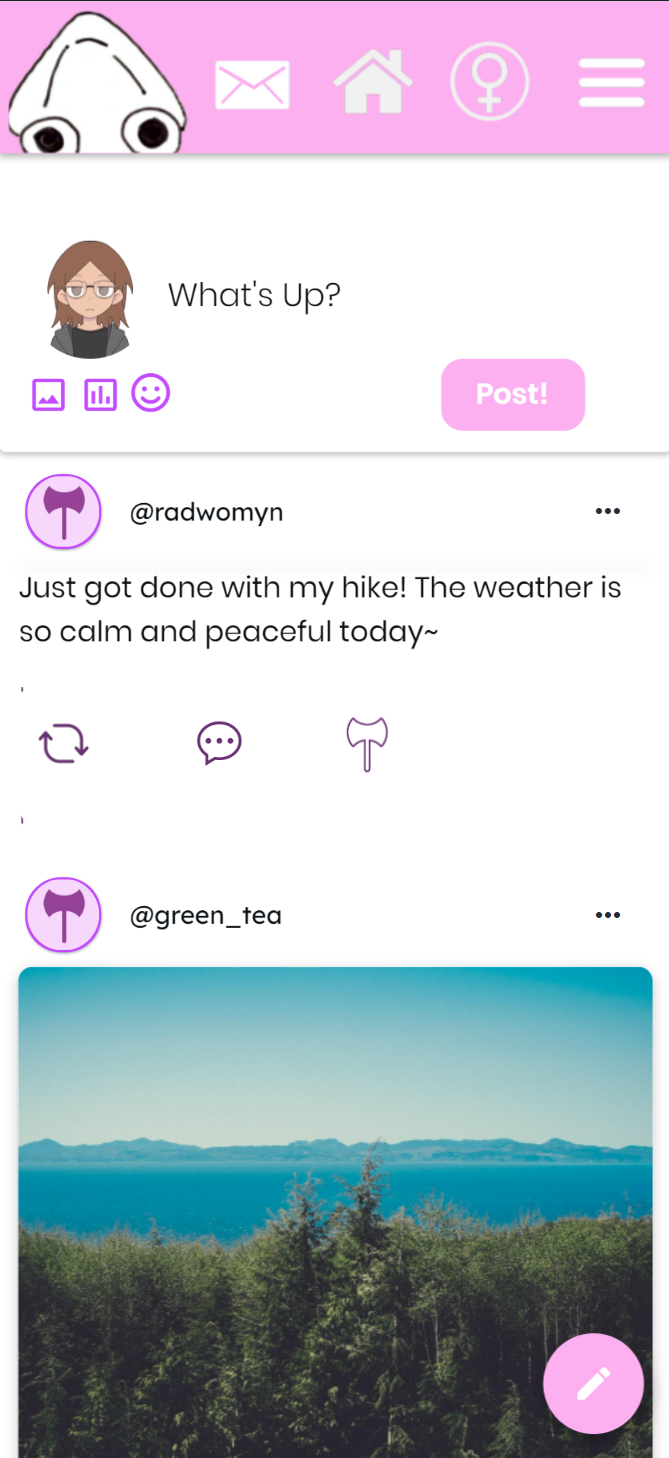 What's Up?
Post!
@radwomyn
Just got done with my hike! The weather is
so calm and peaceful today~
@green_tea